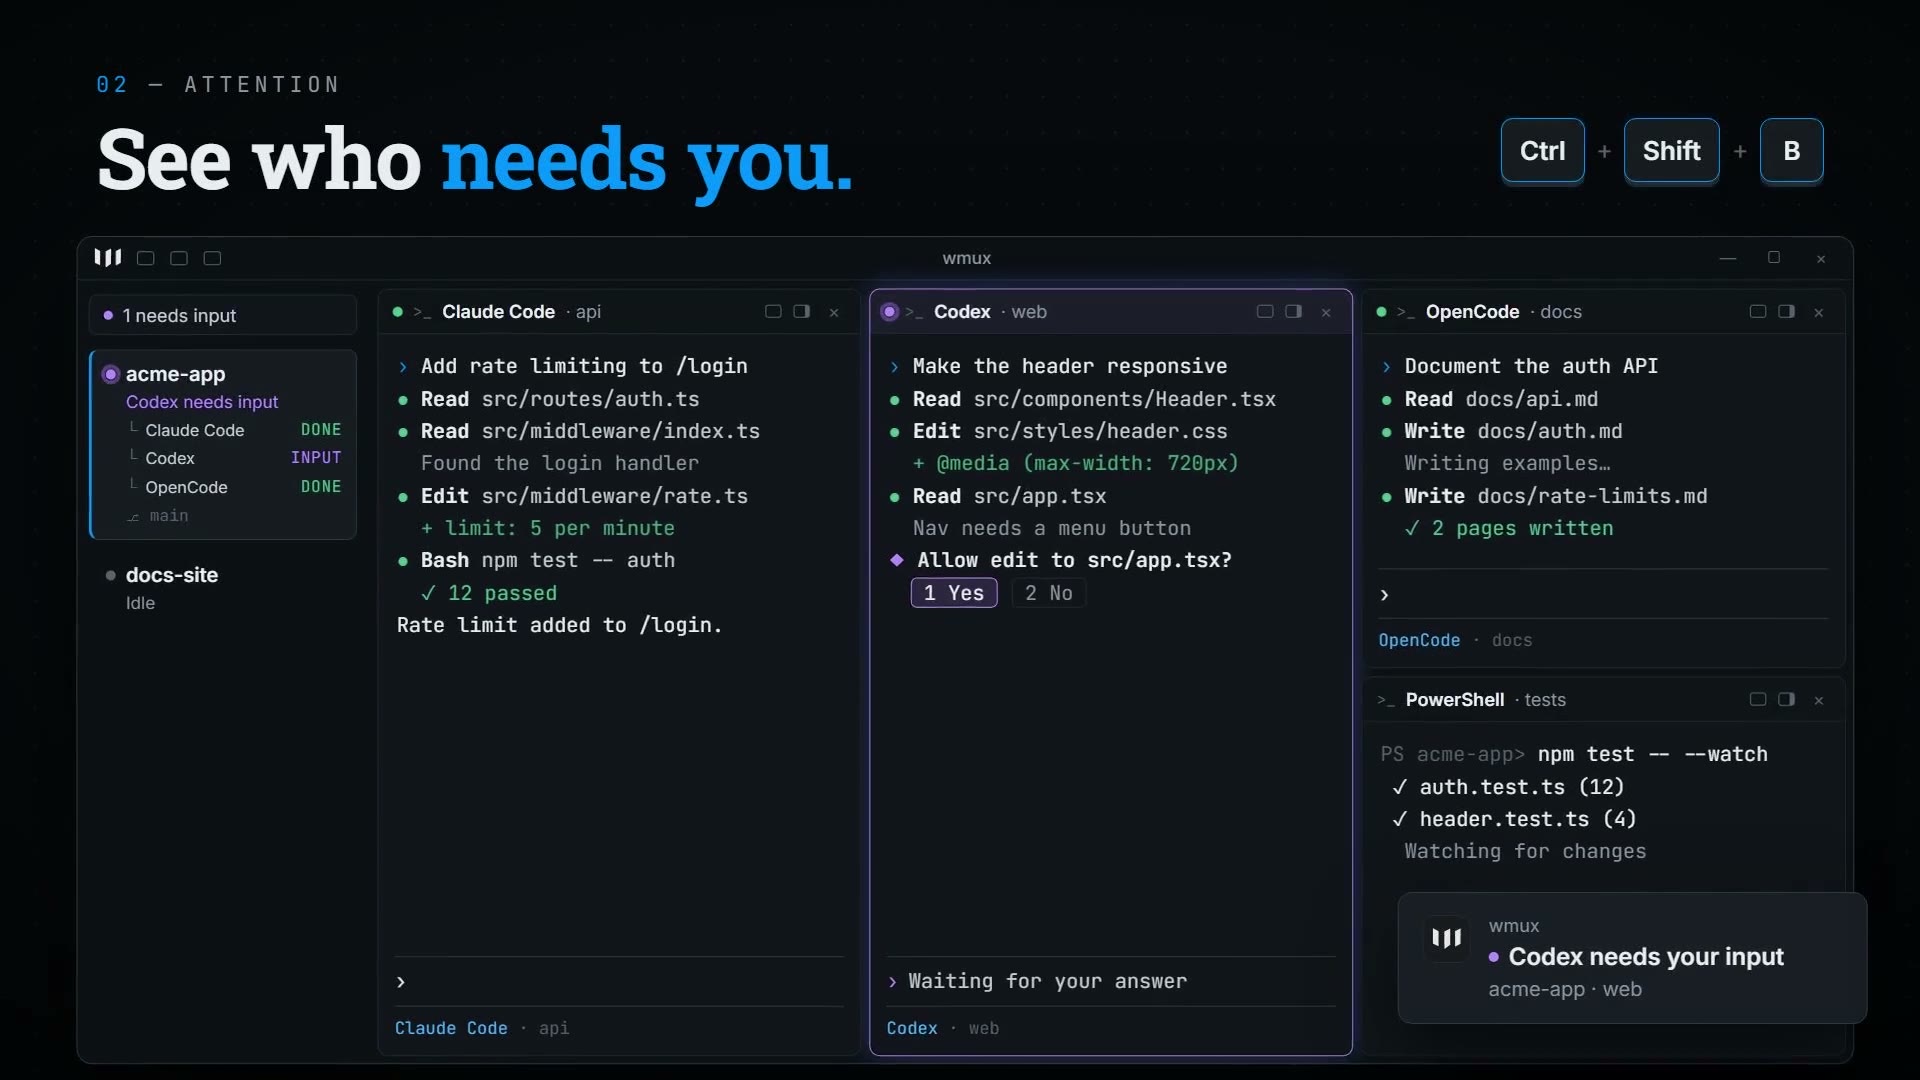 02 — ATTENTION
See who needs you.
Ctrl + Shift + B
wmux
1 needs input
acme-app
Codex needs input
└ Claude Code DONE
└ Codex INPUT
└ OpenCode DONE
main
docs-site
Idle
>_ Claude Code · api
› Add rate limiting to /login
● Read src/routes/auth.ts
● Read src/middleware/index.ts
Found the login handler
● Edit src/middleware/rate.ts
+ limit: 5 per minute
● Bash npm test -- auth
✓ 12 passed
Rate limit added to /login.
›
Claude Code · api
>_ Codex · web
› Make the header responsive
● Read src/components/Header.tsx
● Edit src/styles/header.css
+ @media (max-width: 720px)
● Read src/app.tsx
Nav needs a menu button
◆ Allow edit to src/app.tsx?
1 Yes 2 No
› Waiting for your answer
Codex · web
>_ OpenCode · docs
› Document the auth API
● Read docs/api.md
● Write docs/auth.md
Writing examples…
● Write docs/rate-limits.md
✓ 2 pages written
›
OpenCode · docs
>_ PowerShell · tests
PS acme-app> npm test -- --watch
✓ auth.test.ts (12)
✓ header.test.ts (4)
Watching for changes
wmux
● Codex needs your input
acme-app · web